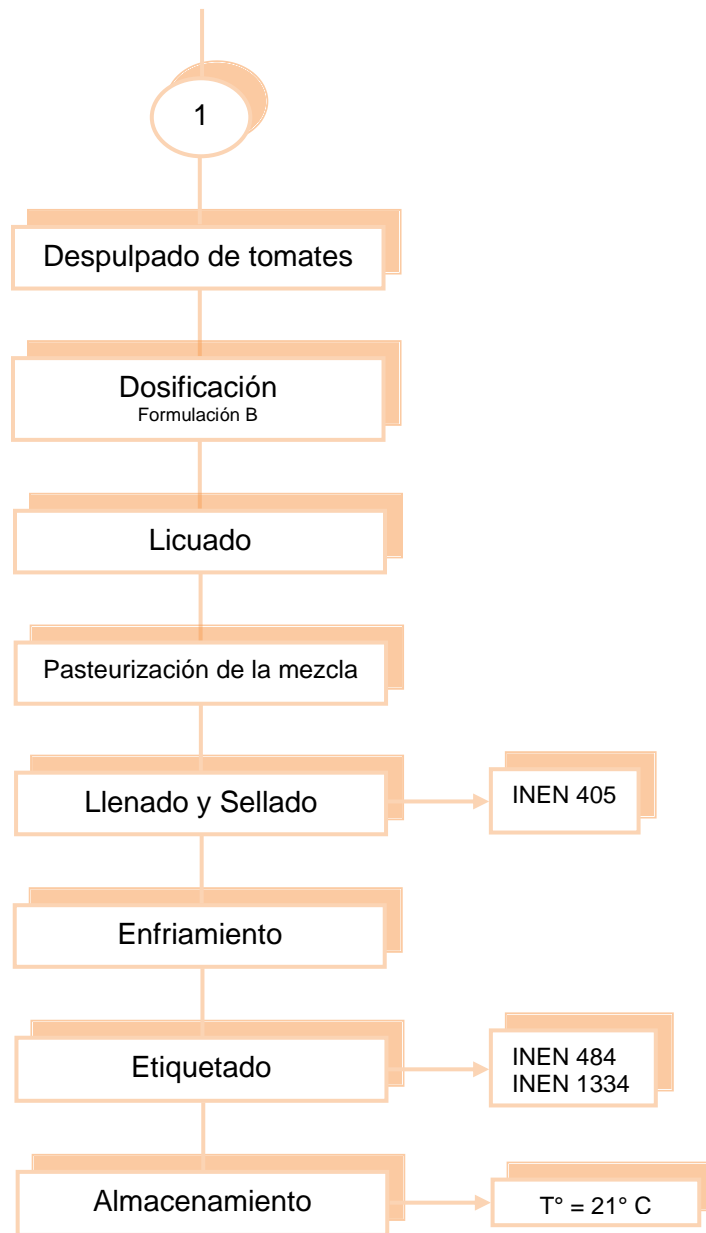 1
Despulpado de tomates
Dosificación
Formulación B
Licuado
Pasteurización de la mezcla
Llenado y Sellado
INEN 405
Enfriamiento
Etiquetado
INEN 484
INEN 1334
Almacenamiento
T° = 21° C